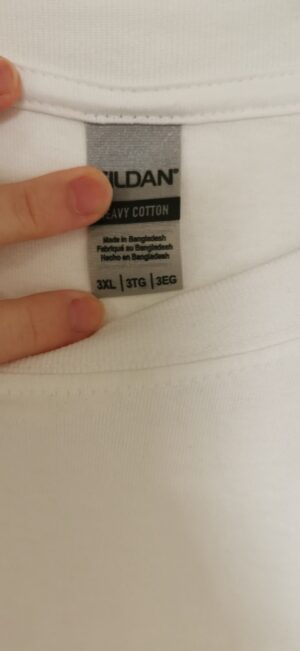 ILDAN
EAVY COTTON
Made in Bangladesh
Fabriqué au Bangladesh
Hecho en Bangladesh
3XL | 3TG | 3EG